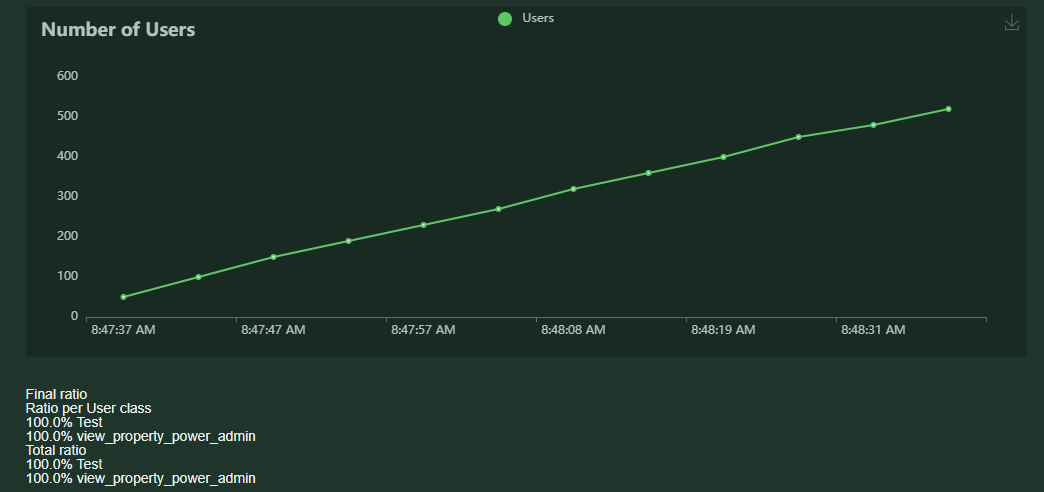 Number of Users
Users
600
500
400
300
200
100
0
8:47:37 AM
8:47:47 AM
8:47:57 AM
8:48:08 AM
8:48:19 AM
8:48:31 AM
Final ratio
Ratio per User class
100.0% Test
100.0% view_property_power_admin
Total ratio
100.0% Test
100.0% view_property_power_admin